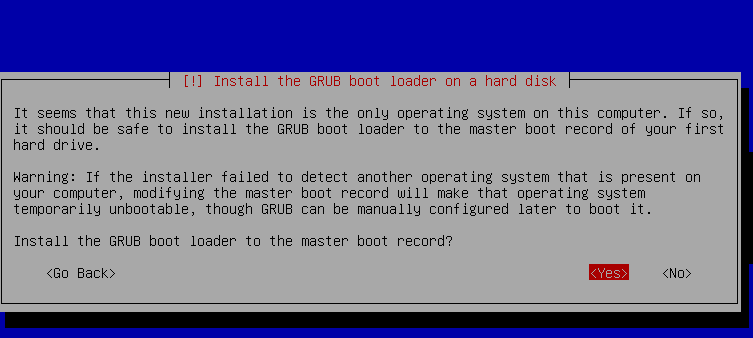 [!] Install the GRUB boot loader on a hard disk
It seems that this new installation is the only operating system on this computer. If so,
it should be safe to install the GRUB boot loader to the master boot record of your first
hard drive.
Warning: If the installer failed to detect another operating system that is present on
your computer, modifying the master boot record will make that operating system
temporarily unbootable, though GRUB can be manually configured later to boot it.
Install the GRUB boot loader to the master boot record?
<Go Back> <Yes> <No>